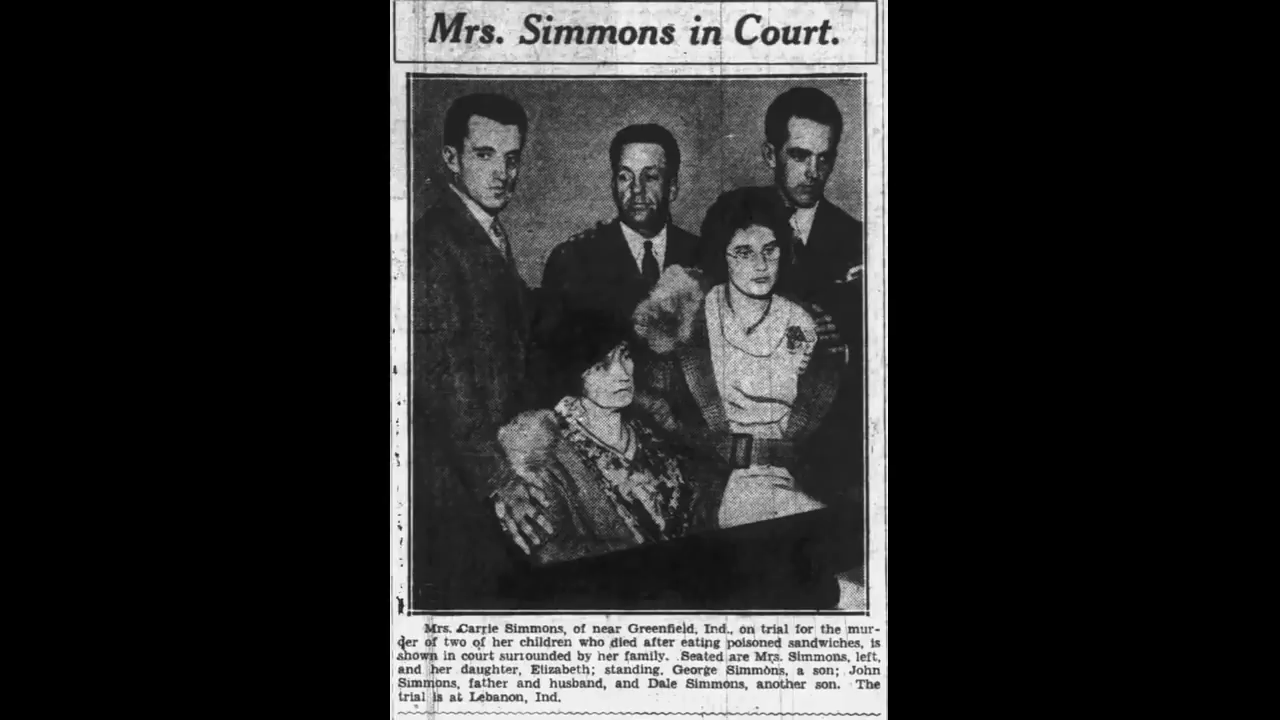 Mrs. Simmons in Court.
Mrs. Carrie Simmons, of near Greenfield, Ind., on trial for the mur-
der of two of her children who died after eating poisoned sandwiches, is
shown in court surrounded by her family. Seated are Mrs. Simmons, left,
and her daughter, Elizabeth; standing, George Simmons, a son; John
Simmons, father and husband, and Dale Simmons, another son. The
trial is at Lebanon, Ind.